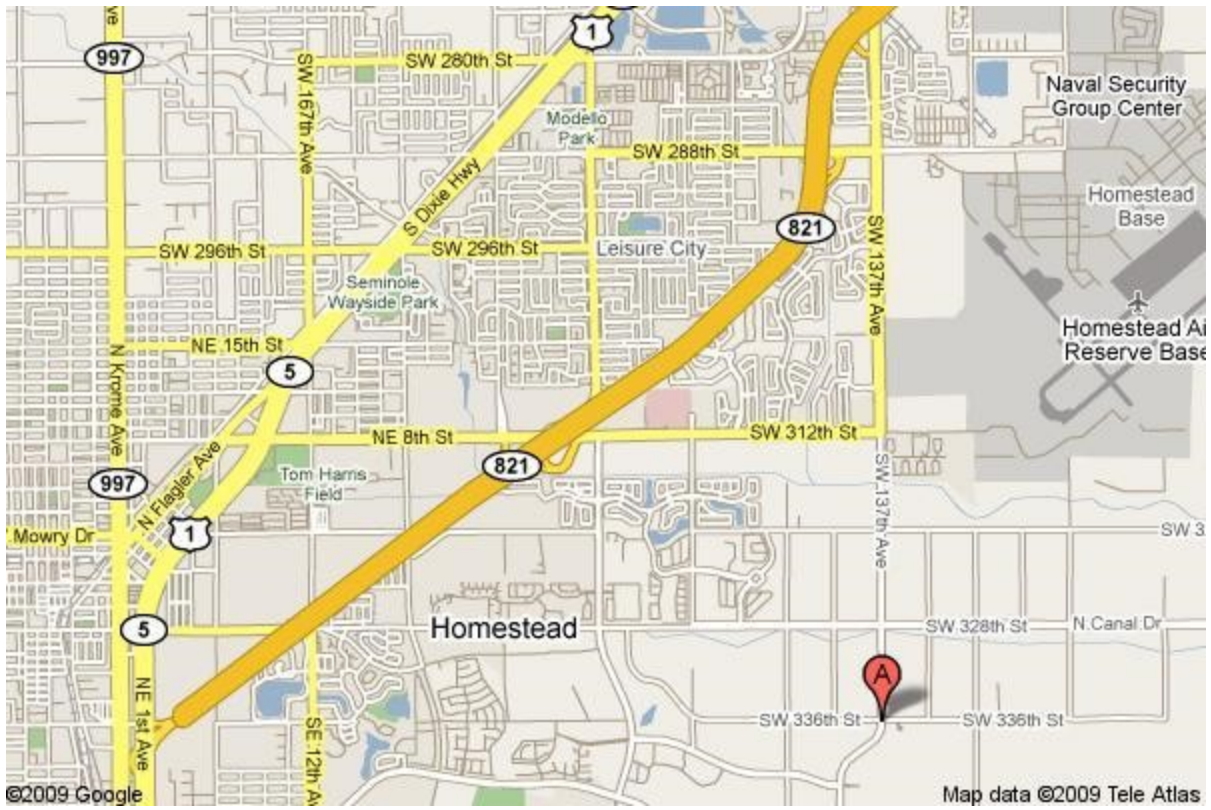 1
997
SW 280th St
SW 167th Ave
Naval Security
Group Center
Modello
Park
SW 288th St
S Dixie Hwy
Homestead
Base
821
SW 296th St
SW 296th St
Leisure City
SW 137th Ave
Seminole
Wayside Park
Homestead Ai
Reserve Base
NE 15th St
N Krome Ave
5
NE 8th St
SW 312th St
821
997
N Flagler Ave
Tom Harris
Field
SW 137th Ave
1
Mowry Dr
SW 3
5
Homestead
SW 328th St
N Canal Dr
A
NE 1st Ave
SE 12th Av
SW 336th St
SW 336th St
©2009 Google
Map data ©2009 Tele Atlas